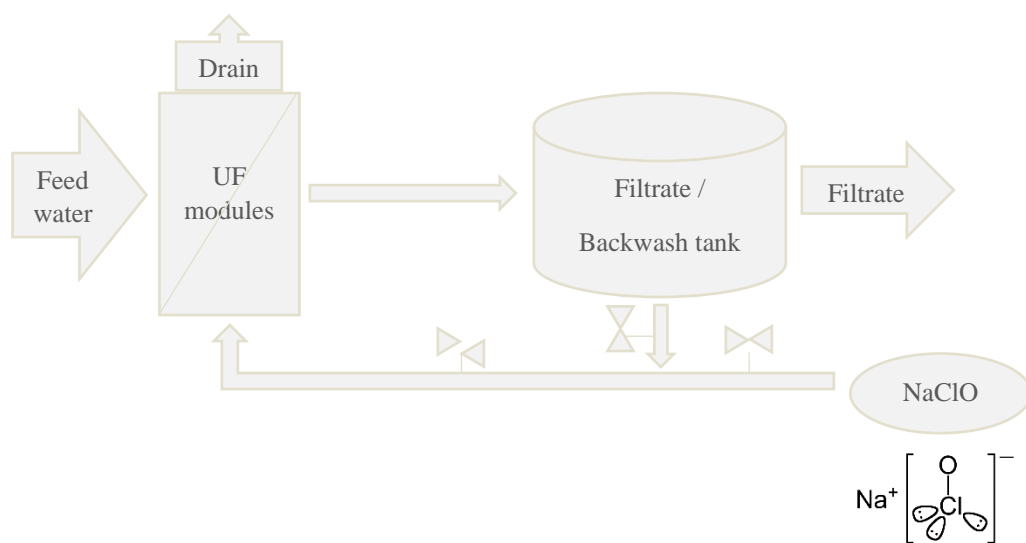 Drain
Feed
water
UF
modules
Filtrate /
Backwash tank
Filtrate
NaClO
O
Na+ [Cl]−